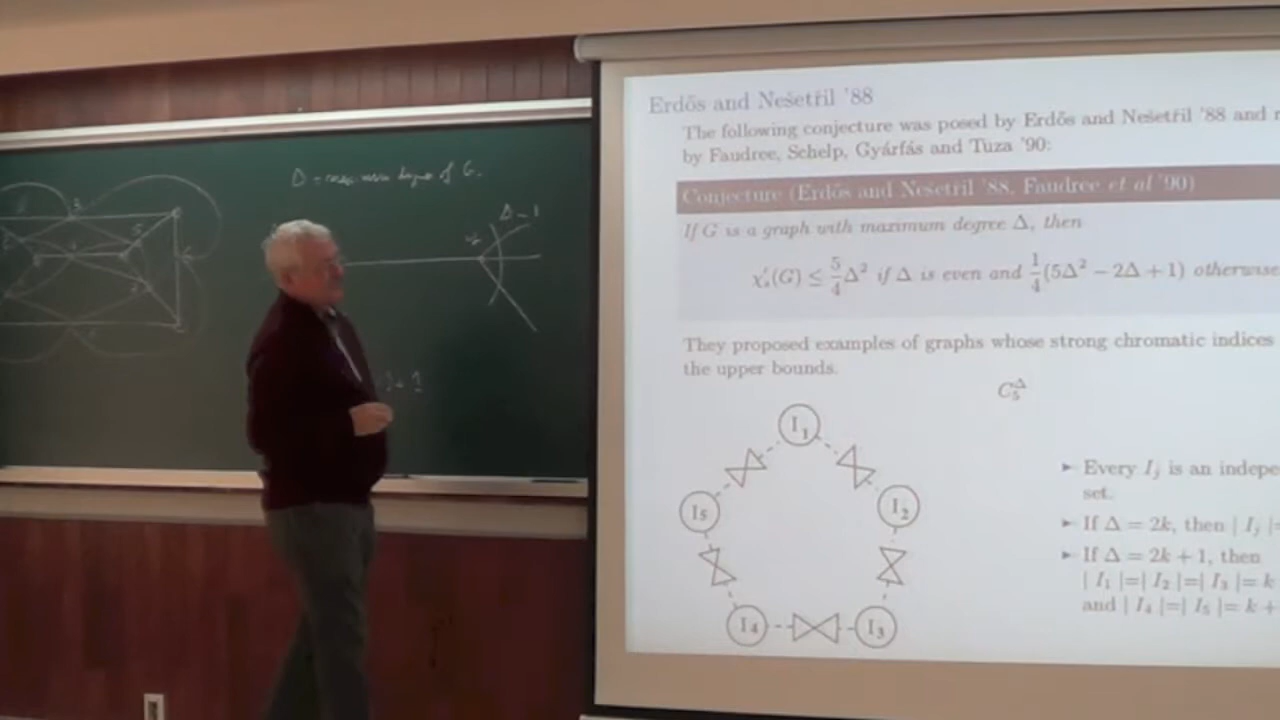 Δ = degree of G.
Δ-1
Erdős and Nešetřil '88
The following conjecture was posed by Erdős and Nešetřil '88 and r
by Faudree, Schelp, Gyárfás and Tuza '90:
Conjecture (Erdős and Nešetřil '88, Faudree et al '90)
If G is a graph with maximum degree Δ, then
χ'ₛ(G) ≤ 5/4 Δ² if Δ is even and 1/4 (5Δ² − 2Δ + 1) otherwise
They proposed examples of graphs whose strong chromatic indices
the upper bounds.
C₅^Δ
I₁
I₅
I₂
I₄
I₃
► Every Iⱼ is an indepe
set.
► If Δ = 2k, then | Iⱼ |=
► If Δ = 2k + 1, then
| I₁ |=| I₂ |=| I₃ |= k
and | I₄ |=| I₅ |= k +